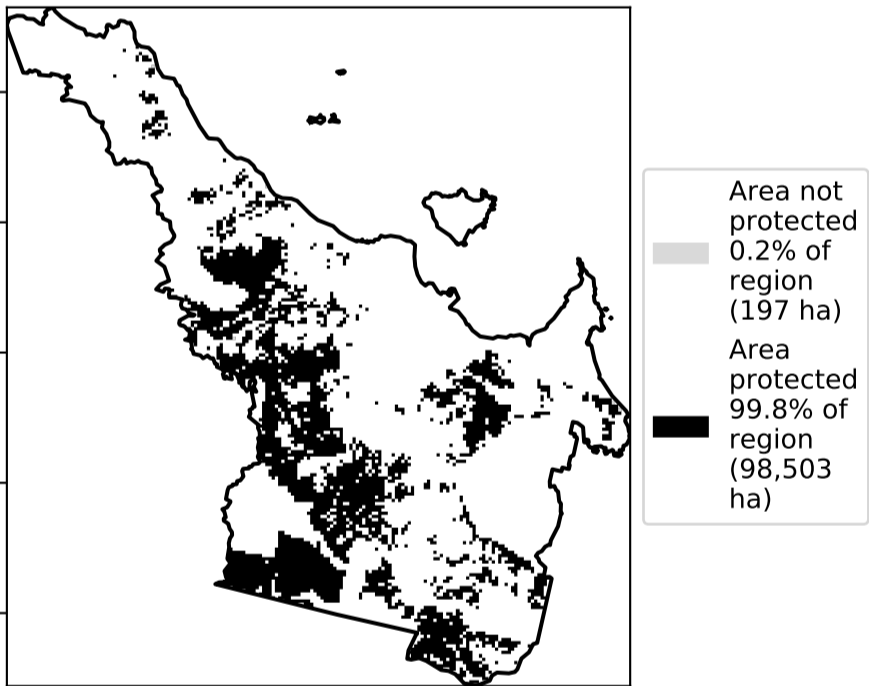 Area not
protected
0.2% of
region
(197 ha)
Area
protected
99.8% of
region
(98,503
ha)